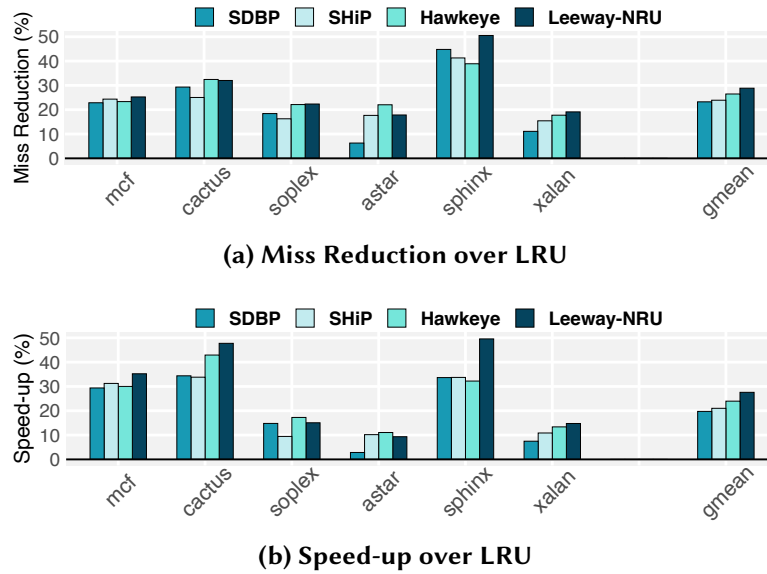 SDBP SHiP Hawkeye Leeway-NRU
Miss Reduction (%)
50
40
30
20
10
0
mcf cactus soplex astar sphinx xalan gmean
(a) Miss Reduction over LRU
SDBP SHiP Hawkeye Leeway-NRU
Speed-up (%)
50
40
30
20
10
0
mcf cactus soplex astar sphinx xalan gmean
(b) Speed-up over LRU